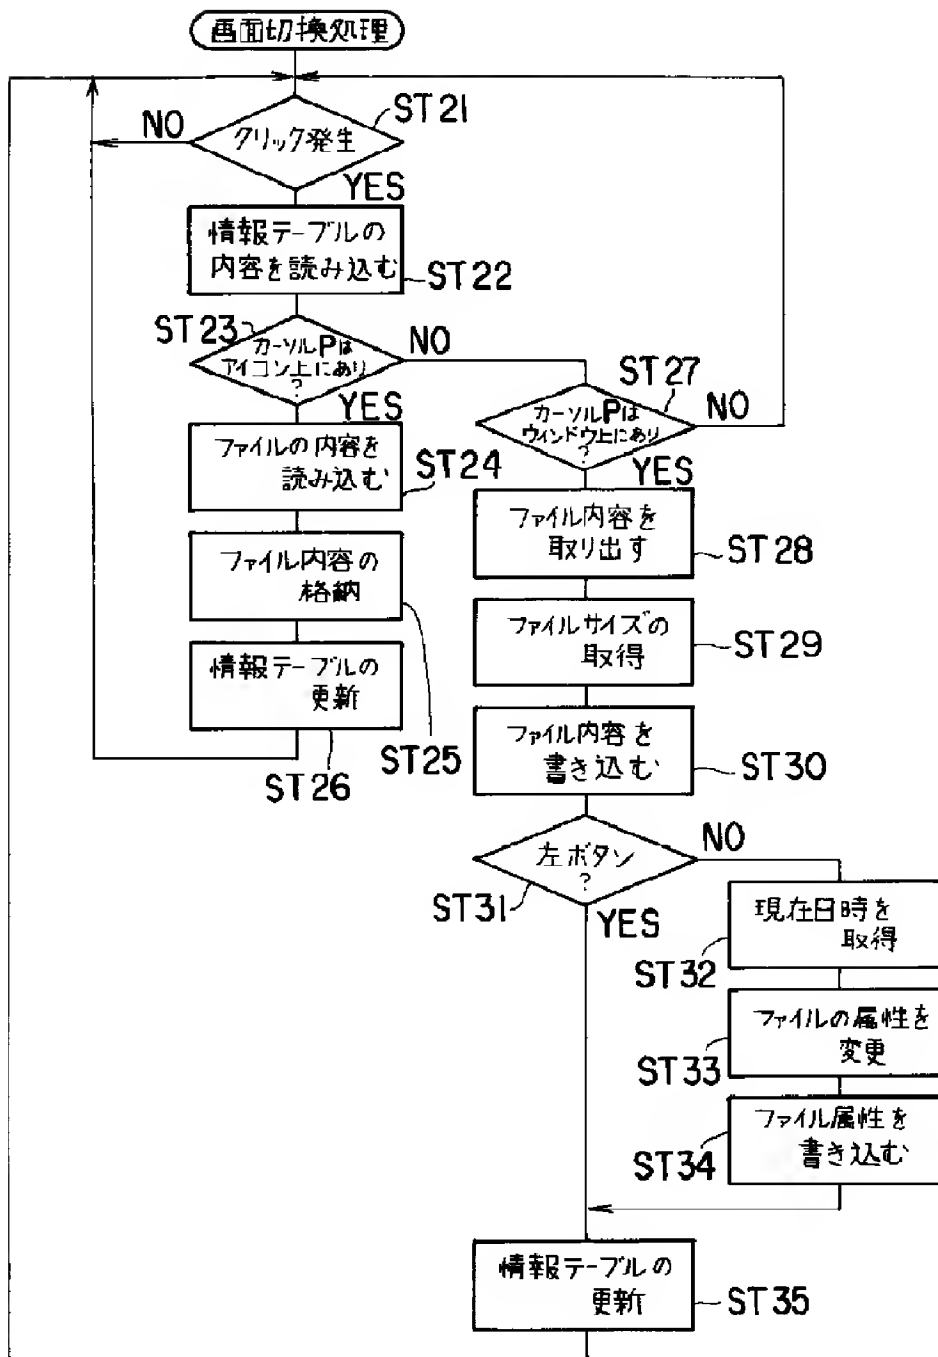 画面切換処理
ST21
NO
クリック発生
YES
情報テーブルの
内容を読み込む
ST22
ST23
カーソルPは
アイコン上にあり
?
NO
YES
ST27
カーソルPは
ウィンドウ上にあり
?
NO
YES
ファイルの内容を
読み込む
ST24
ファイル内容を
取り出す
ST28
ファイル内容の
格納
ST25
ファイルサイズの
取得
ST29
情報テーブルの
更新
ST26
ファイル内容を
書き込む
ST30
左ボタン
?
NO
ST31
YES
現在日時を
取得
ST32
ファイルの属性を
変更
ST33
ファイル属性を
書き込む
ST34
情報テーブルの
更新
ST35